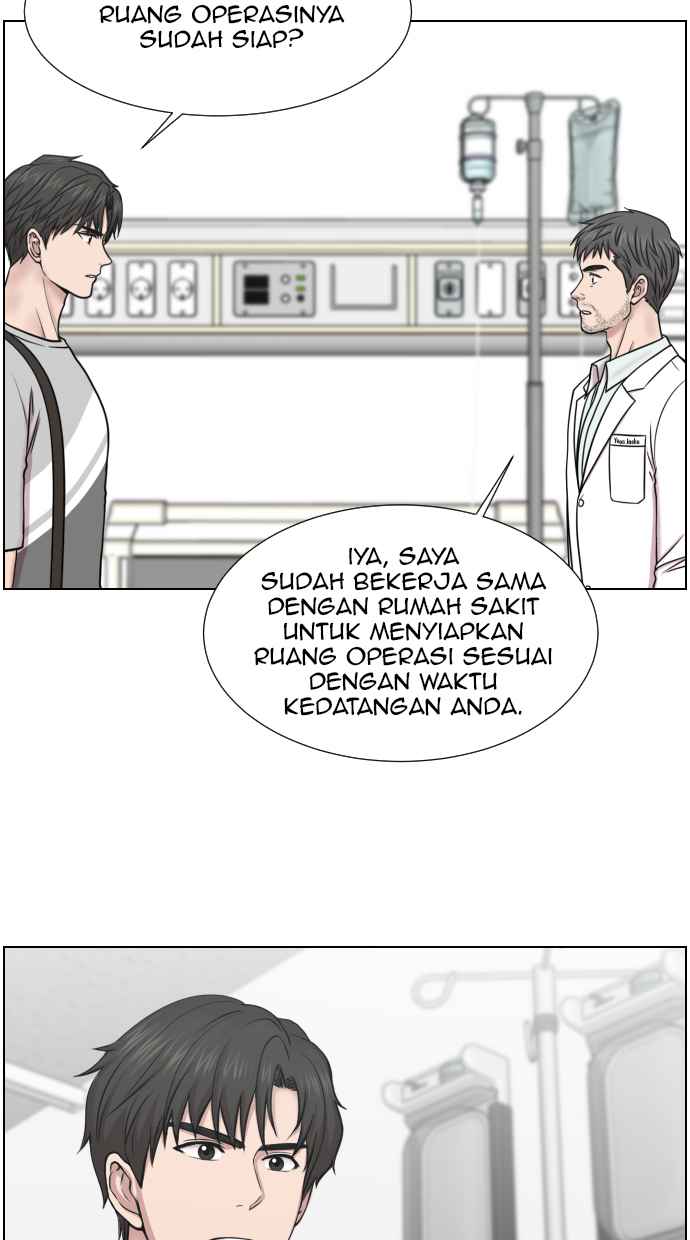 RUANG OPERASINYA
SUDAH SIAP?
IYA, SAYA
SUDAH BEKERJA SAMA
DENGAN RUMAH SAKIT
UNTUK MENYIAPKAN
RUANG OPERASI SESUAI
DENGAN WAKTU
KEDATANGAN ANDA.